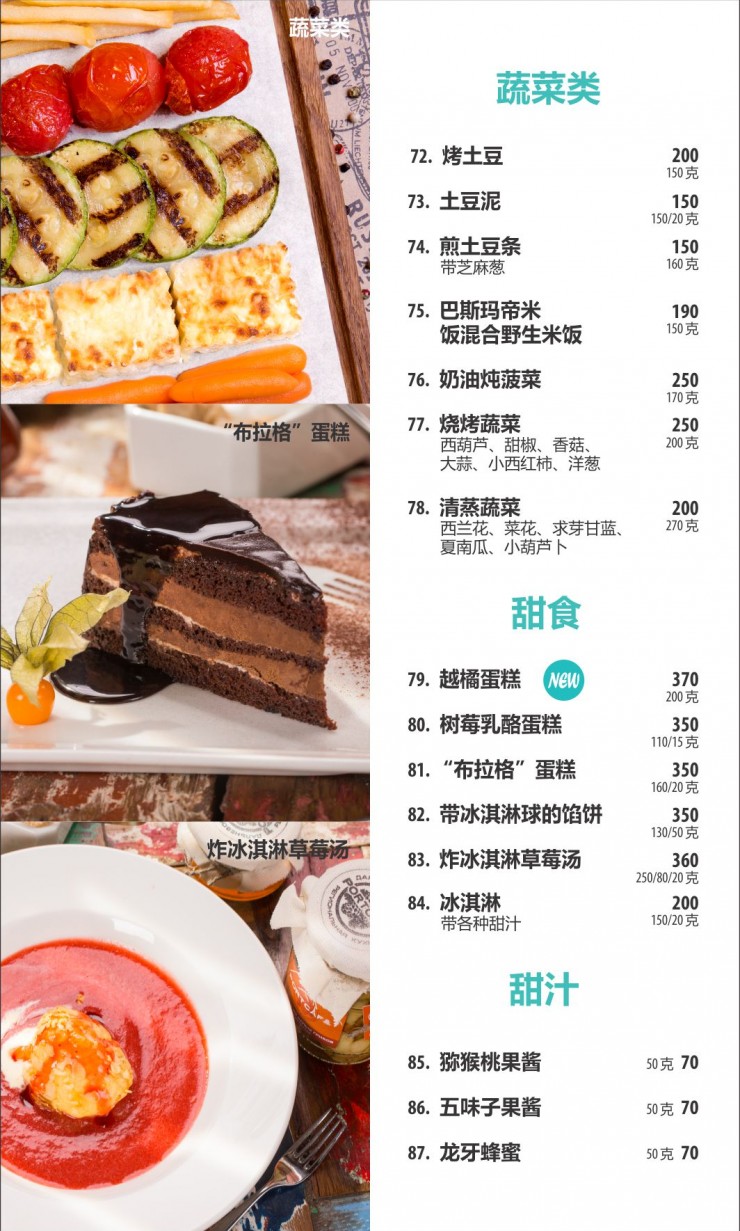 蔬菜类
“布拉格”蛋糕
炸冰淇淋草莓汤
蔬菜类
72. 烤土豆 200
150 克
73. 土豆泥 150
150/20 克
74. 煎土豆条 150
带芝麻葱 160 克
75. 巴斯玛帝米 190
饭混合野生米饭 150 克
76. 奶油炖菠菜 250
170 克
77. 烧烤蔬菜 250
西葫芦、甜椒、香菇、 200 克
大蒜、小西红柿、洋葱
78. 清蒸蔬菜 200
西兰花、菜花、求芽甘蓝、 270 克
夏南瓜、小葫芦卜
甜食
79. 越橘蛋糕 NEW 370
200 克
80. 树莓乳酪蛋糕 350
110/15 克
81. “布拉格”蛋糕 350
160/20 克
82. 带冰淇淋球的馅饼 350
130/50 克
83. 炸冰淇淋草莓汤 360
250/80/20 克
84. 冰淇淋 200
带各种甜汁 150/20 克
甜汁
85. 猕猴桃果酱 50 克 70
86. 五味子果酱 50 克 70
87. 龙牙蜂蜜 50 克 70